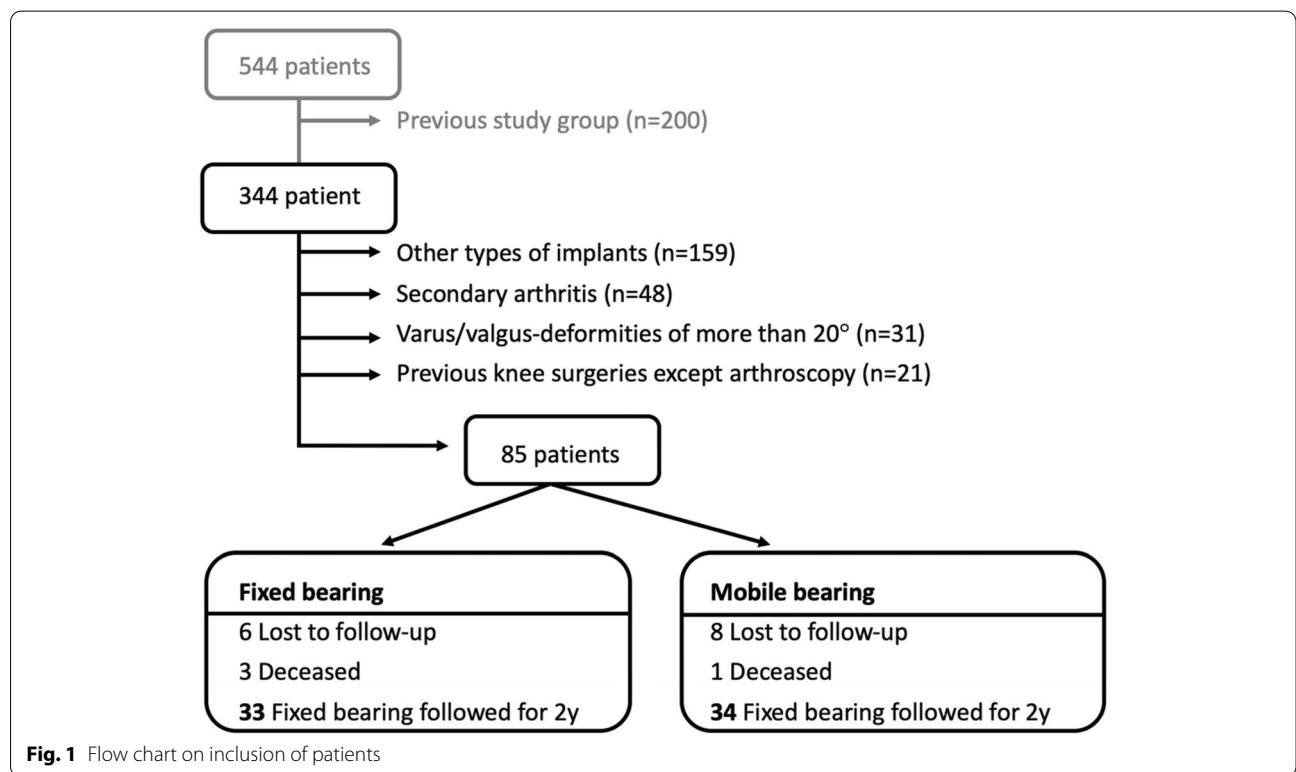 544 patients
Previous study group (n=200)
344 patient
Other types of implants (n=159)
Secondary arthritis (n=48)
Varus/valgus-deformities of more than 20° (n=31)
Previous knee surgeries except arthroscopy (n=21)
85 patients
Fixed bearing
6 Lost to follow-up
3 Deceased
33 Fixed bearing followed for 2y
Mobile bearing
8 Lost to follow-up
1 Deceased
34 Fixed bearing followed for 2y
Fig. 1 Flow chart on inclusion of patients